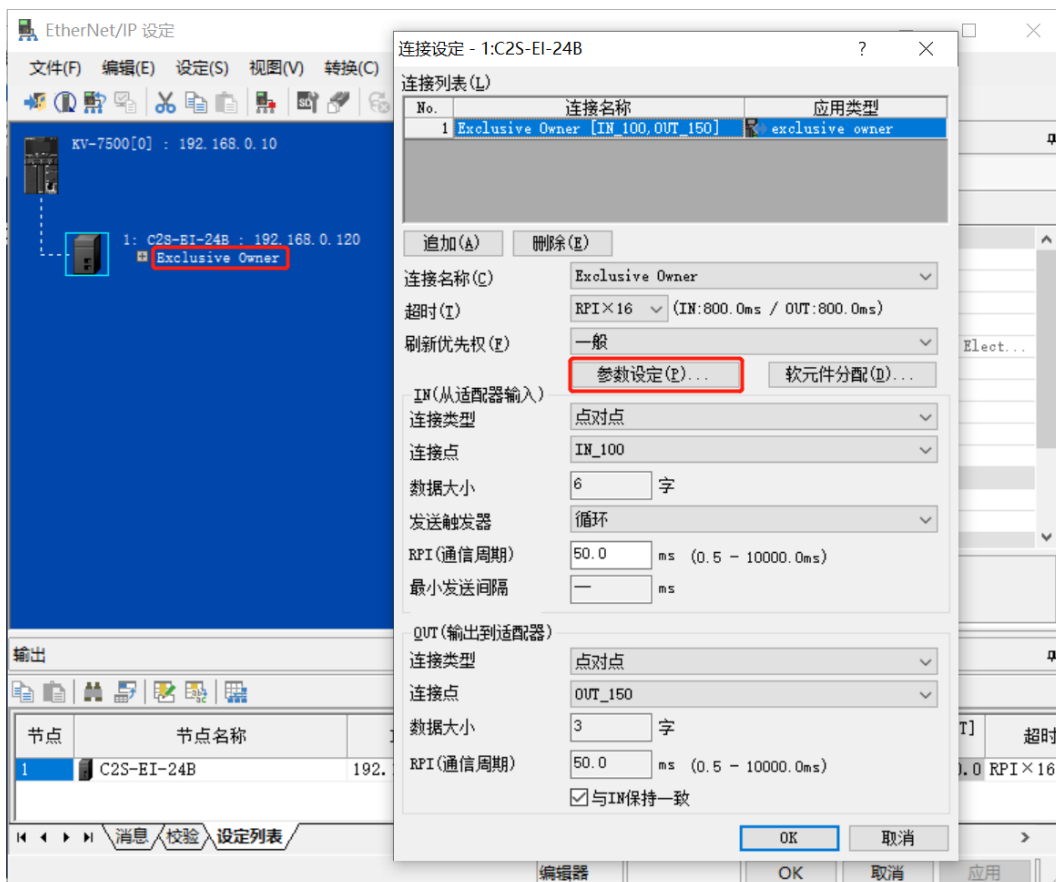 EtherNet/IP 设定
文件(F) 编辑(E) 设定(S) 视图(V) 转换(C)
KV-7500[0] : 192.168.0.10
1: C2S-EI-24B : 192.168.0.120
Exclusive Owner
连接设定 - 1:C2S-EI-24B
连接列表(L)
No. 连接名称 应用类型
1 Exclusive Owner [IN_100,OUT_150] exclusive owner
追加(A) 删除(E)
连接名称(C) Exclusive Owner
超时(T) RPI×16 (IN:800.0ms / OUT:800.0ms)
刷新优先权(F) 一般
Elect...
参数设定(P)... 软元件分配(D)...
IN(从适配器输入)
连接类型 点对点
连接点 IN_100
数据大小 6 字
发送触发器 循环
RPI(通信周期) 50.0 ms (0.5 - 10000.0ms)
最小发送间隔 — ms
OUT(输出到适配器)
连接类型 点对点
连接点 OUT_150
数据大小 3 字
RPI(通信周期) 50.0 ms (0.5 - 10000.0ms)
与IN保持一致
OK 取消
输出
节点 节点名称 T] 超时
1 C2S-EI-24B 192. 0.0 RPI×16
消息 校验 设定列表
编辑器 OK 取消 应用